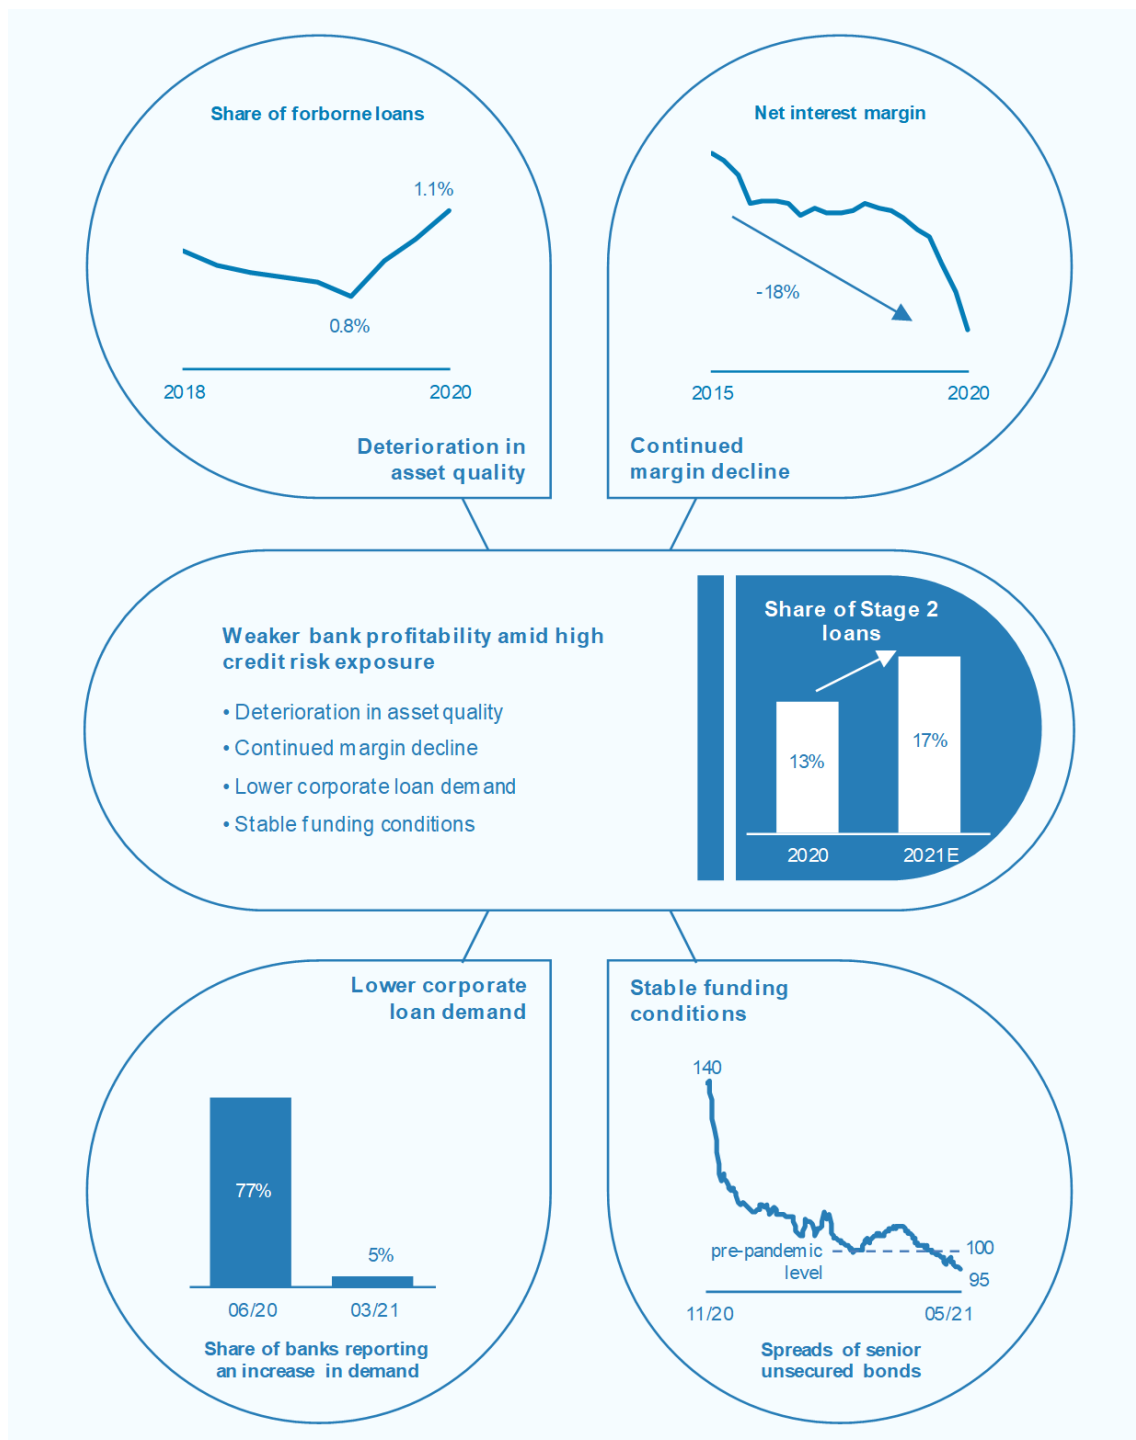 Share of forborne loans
1.1%
0.8%
2018
2020
Deterioration in
asset quality
Net interest margin
-18%
2015
2020
Continued
margin decline
Weaker bank profitability amid high
credit risk exposure
• Deterioration in asset quality
• Continued margin decline
• Lower corporate loan demand
• Stable funding conditions
Share of Stage 2
loans
13%
17%
2020
2021E
Lower corporate
loan demand
77%
5%
06/20
03/21
Share of banks reporting
an increase in demand
Stable funding
conditions
140
pre-pandemic
level
100
95
11/20
05/21
Spreads of senior
unsecured bonds